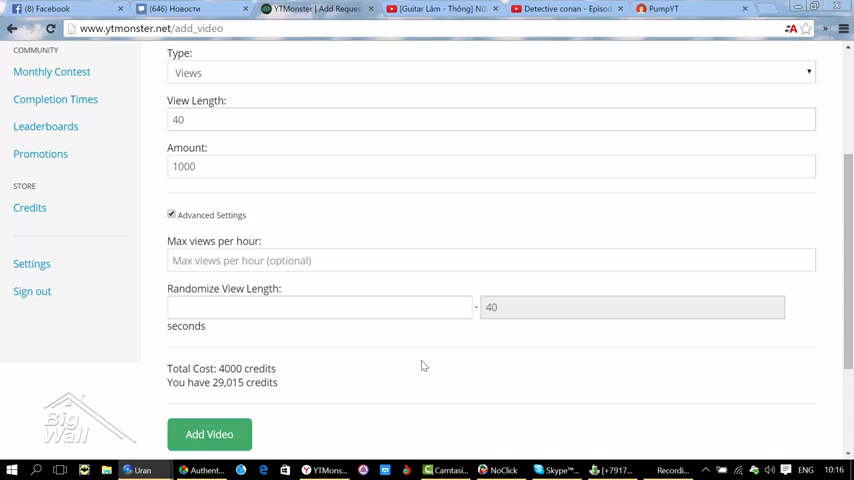 (8) Facebook
(646) Новости
YTMonster | Add Reques
[Guitar Lâm - Thông] Nử
Detective conan - Episod
PumpYT
www.ytmonster.net/add_video
COMMUNITY
Monthly Contest
Completion Times
Leaderboards
Promotions
STORE
Credits
Settings
Sign out
Type:
Views
View Length:
40
Amount:
1000
Advanced Settings
Max views per hour:
Max views per hour (optional)
Randomize View Length:
- 40
seconds
Total Cost: 4000 credits
You have 29,015 credits
Add Video
Big
Wall
Uran
Authent...
YTMons...
Camtasi...
NoClick
Skype™...
[+7917...
Recordi...
ENG
10:16